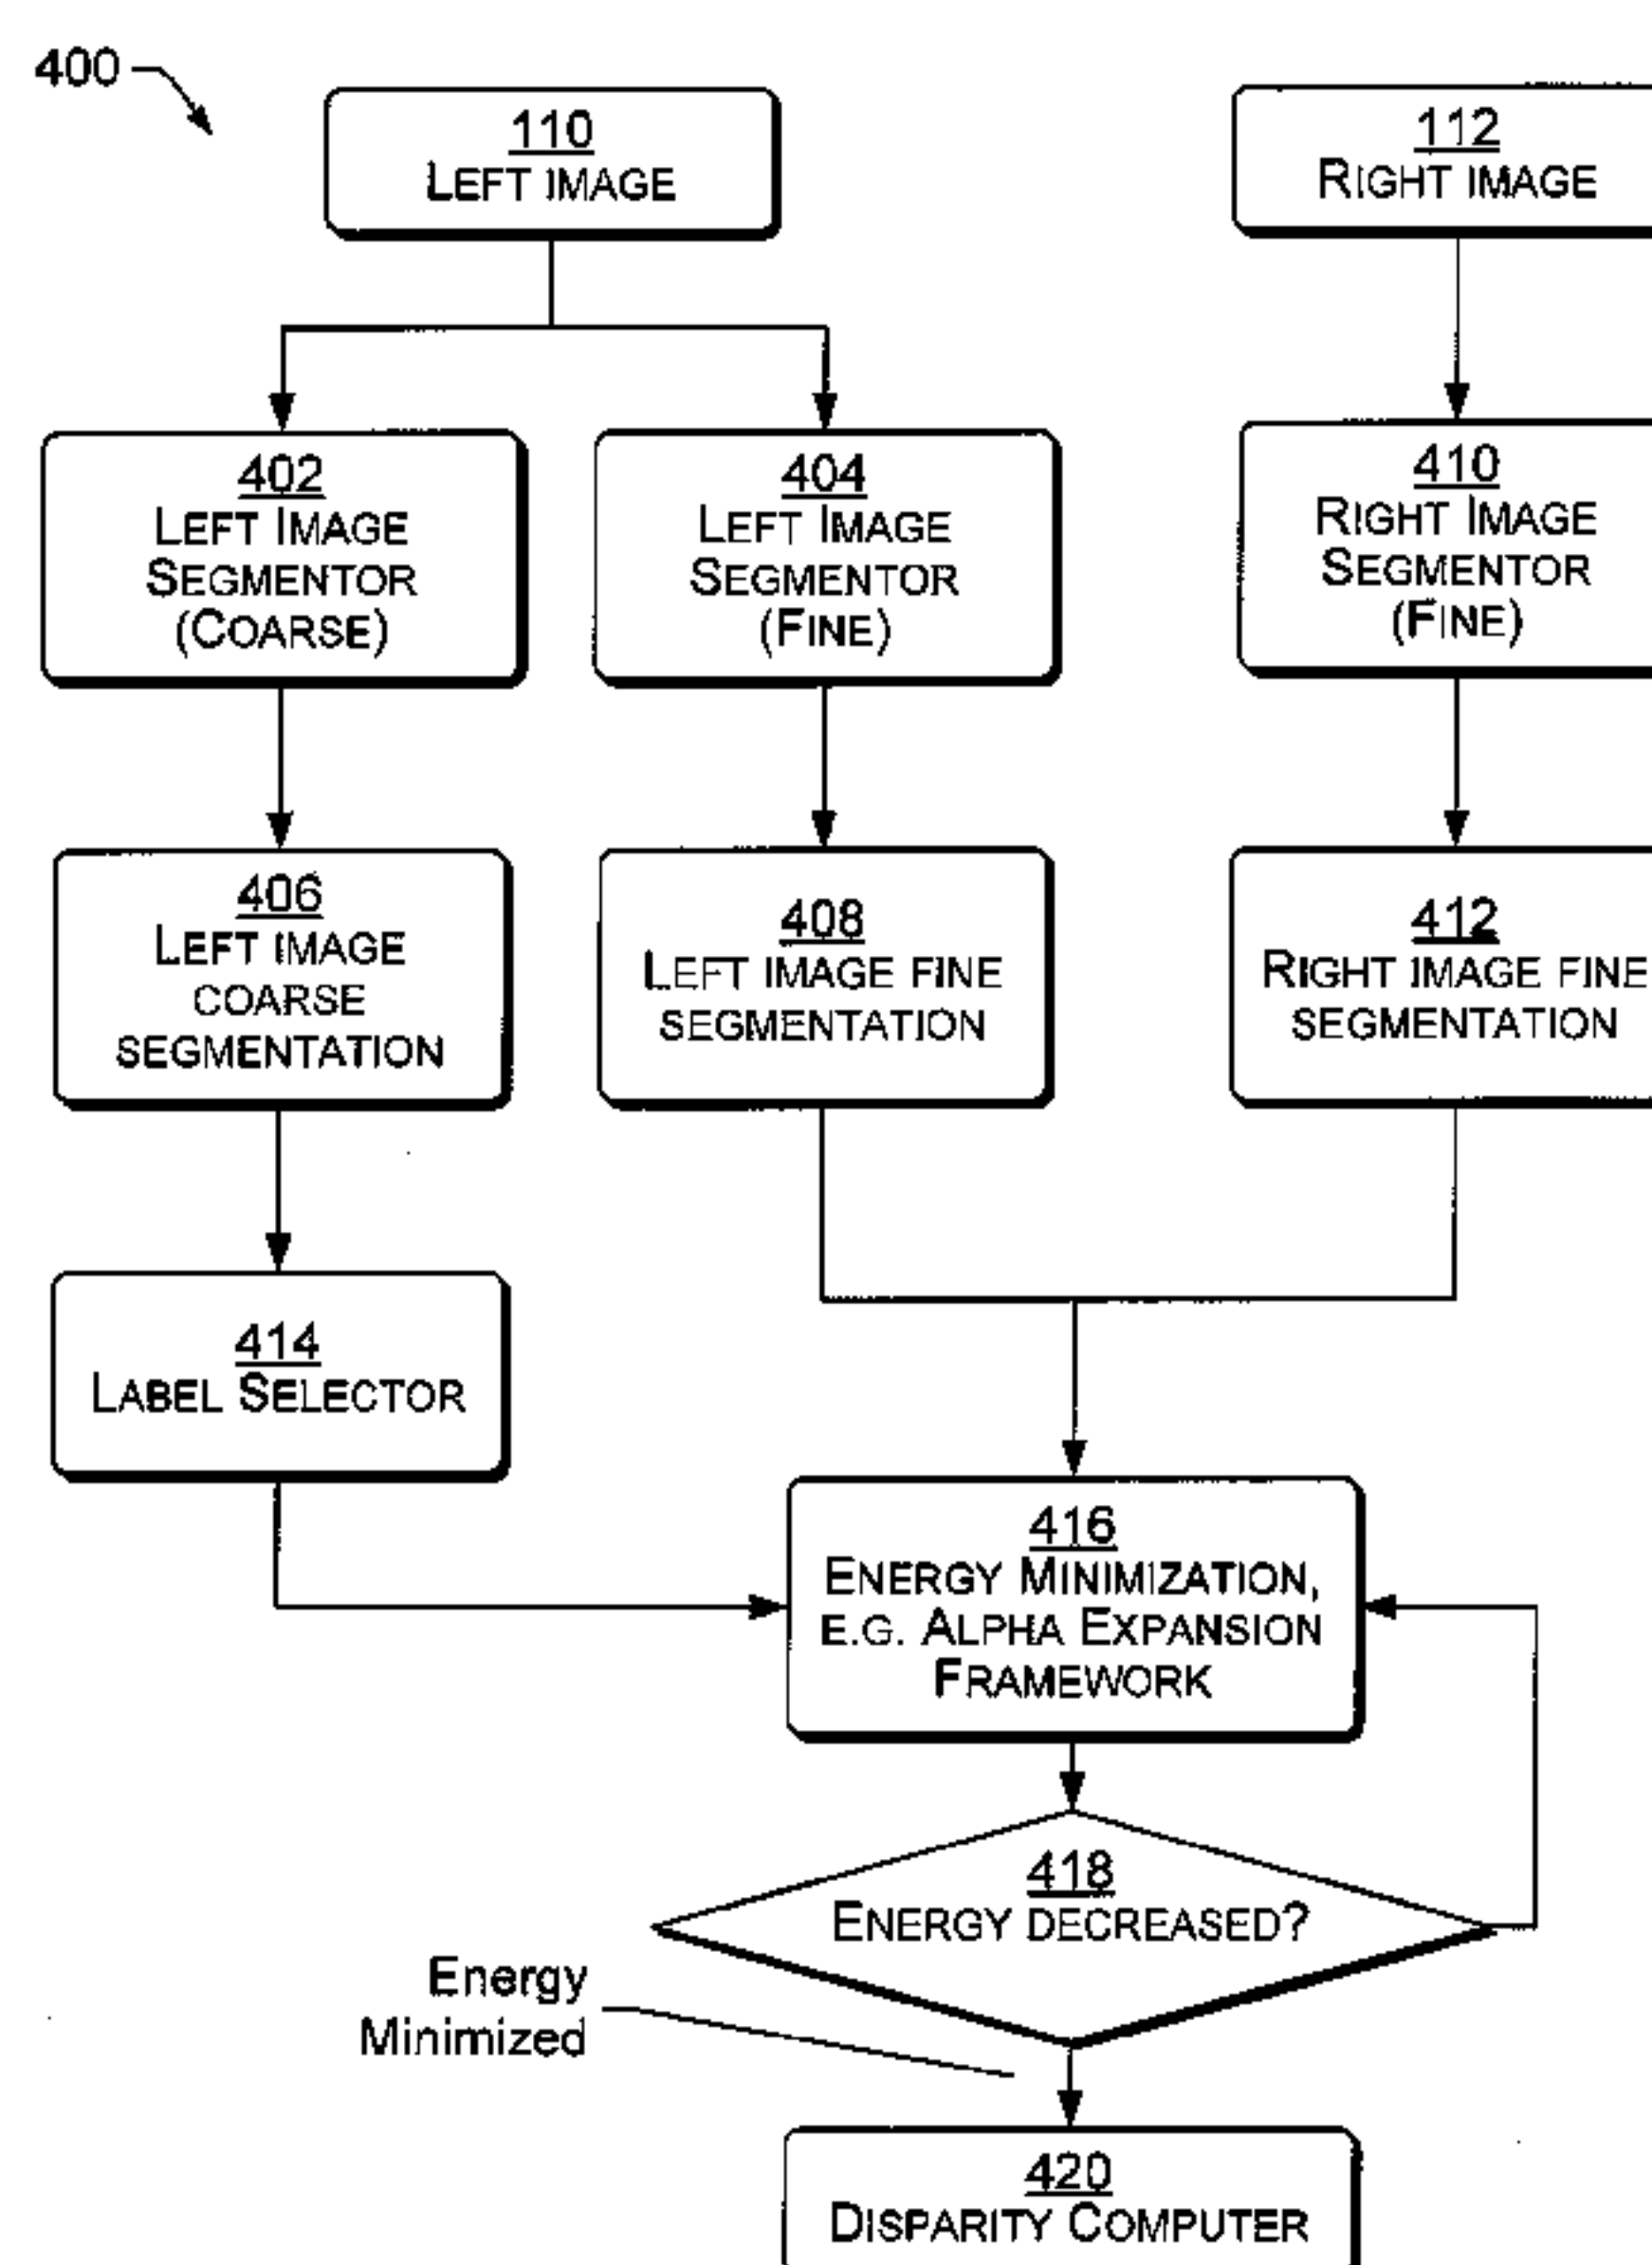 400
110
LEFT IMAGE
112
RIGHT IMAGE
402
LEFT IMAGE
SEGMENTOR
(COARSE)
404
LEFT IMAGE
SEGMENTOR
(FINE)
410
RIGHT IMAGE
SEGMENTOR
(FINE)
406
LEFT IMAGE
COARSE
SEGMENTATION
408
LEFT IMAGE FINE
SEGMENTATION
412
RIGHT IMAGE FINE
SEGMENTATION
414
LABEL SELECTOR
416
ENERGY MINIMIZATION,
E.G. ALPHA EXPANSION
FRAMEWORK
418
ENERGY DECREASED?
Energy
Minimized
420
DISPARITY COMPUTER